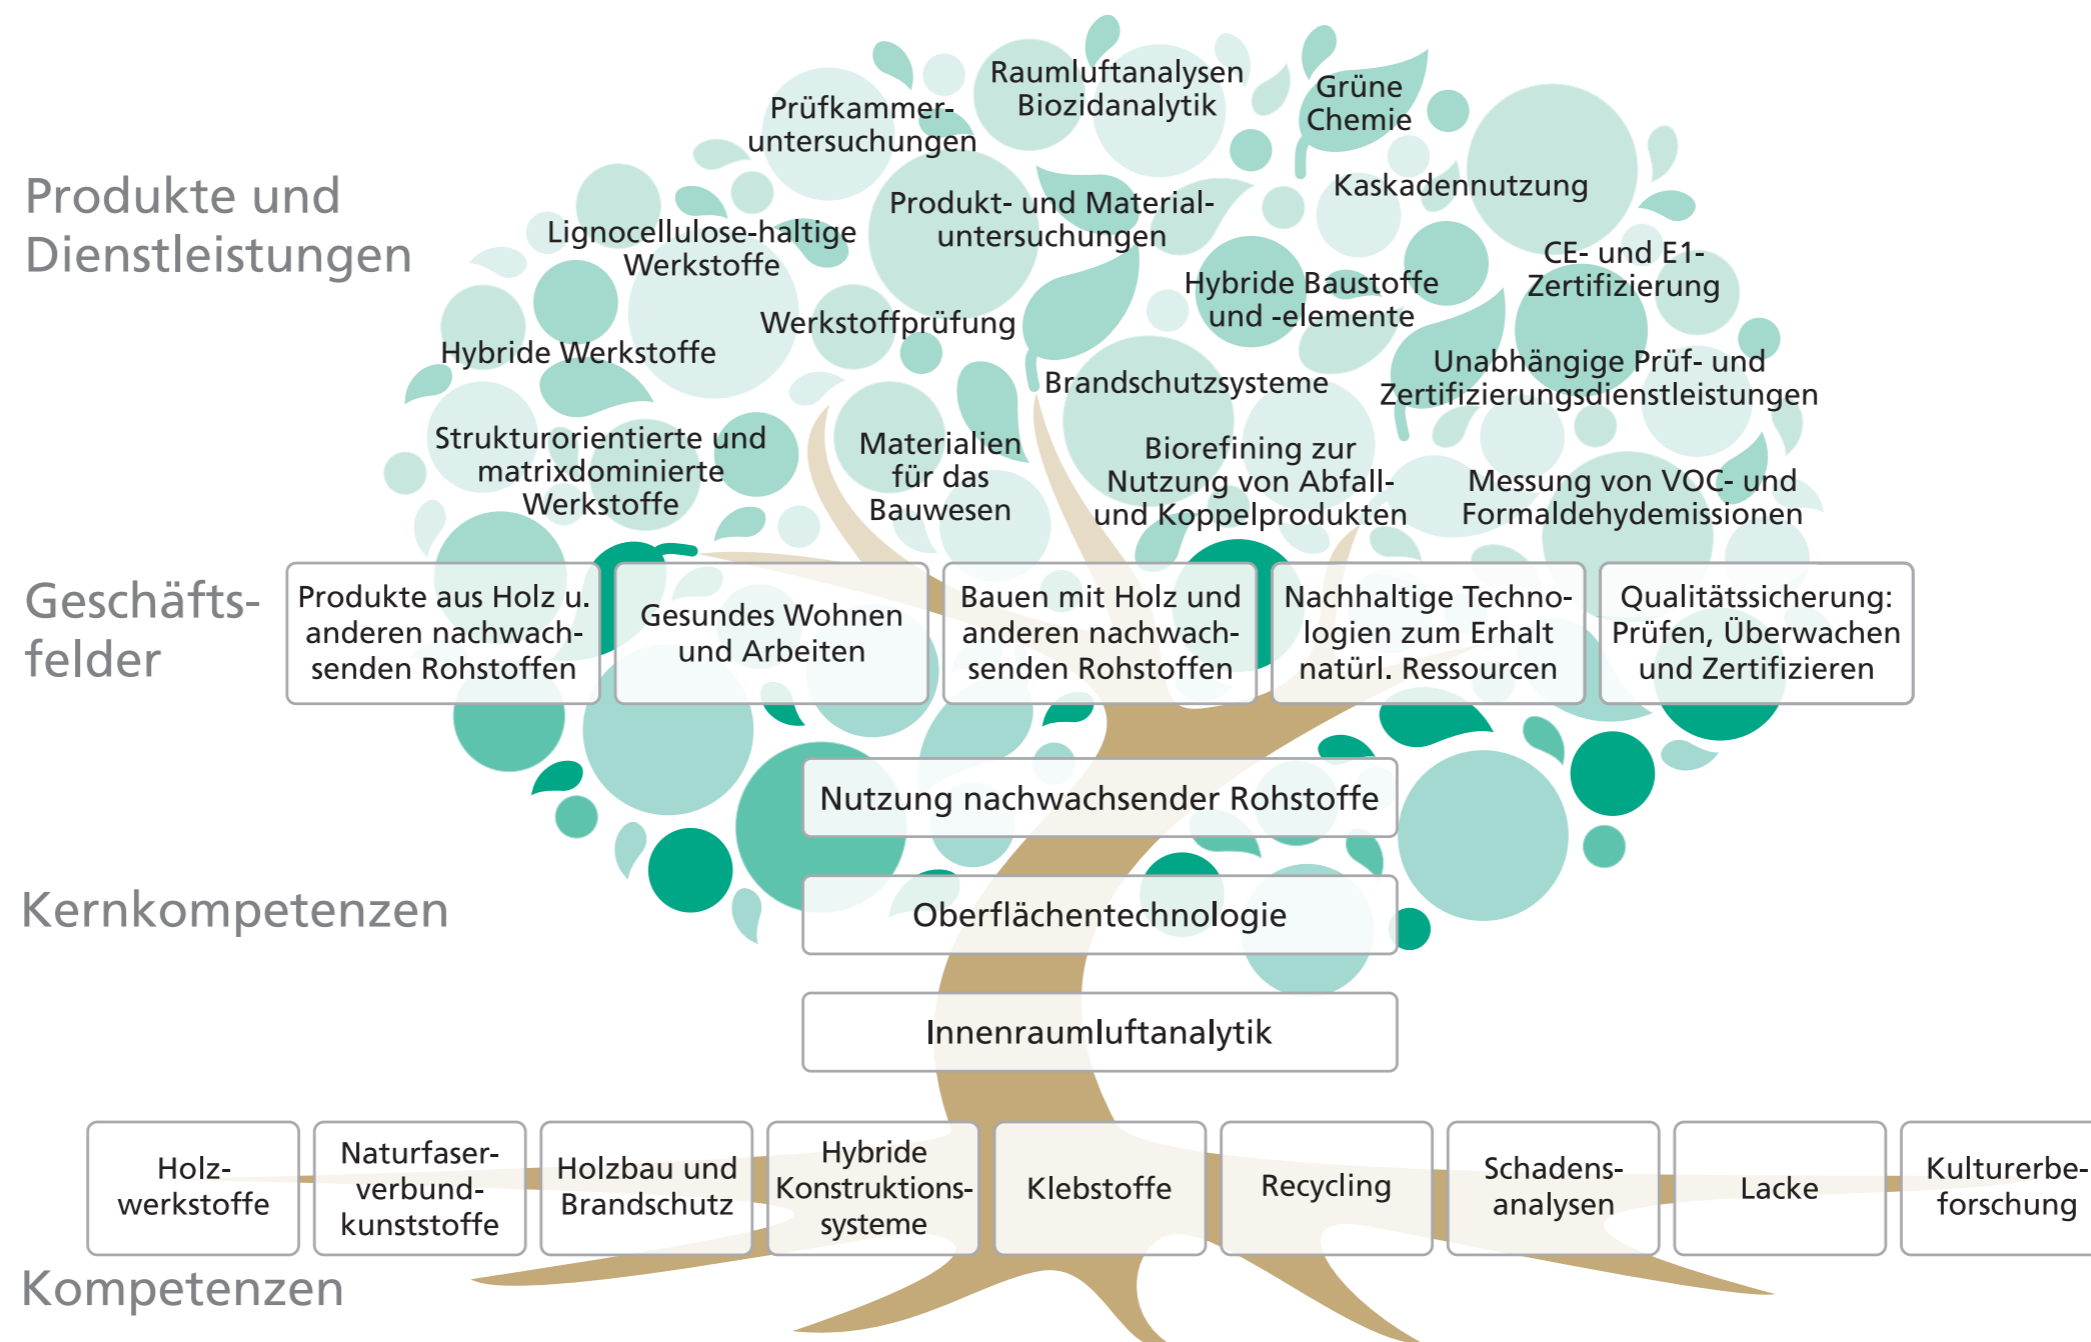 Produkte und
Dienstleistungen
Raumluftanalysen
Biozidanalytik
Grüne
Chemie
Prüfkammer-
untersuchungen
Kaskadennutzung
Produkt- und Material-
untersuchungen
Lignocellulose-haltige
Werkstoffe
CE- und E1-
Zertifizierung
Hybride Baustoffe
und -elemente
Werkstoffprüfung
Hybride Werkstoffe
Unabhängige Prüf- und
Zertifizierungsdienstleistungen
Brandschutzsysteme
Strukturorientierte und
matrixdominierte
Werkstoffe
Materialien
für das
Bauwesen
Biorefining zur
Nutzung von Abfall-
und Koppelprodukten
Messung von VOC- und
Formaldehydemissionen
Geschäfts-
felder
Produkte aus Holz u.
anderen nachwach-
senden Rohstoffen
Gesundes Wohnen
und Arbeiten
Bauen mit Holz und
anderen nachwach-
senden Rohstoffen
Nachhaltige Techno-
logien zum Erhalt
natürl. Ressourcen
Qualitätssicherung:
Prüfen, Überwachen
und Zertifizieren
Kernkompetenzen
Nutzung nachwachsender Rohstoffe
Oberflächentechnologie
Innenraumluftanalytik
Holz-
werkstoffe
Naturfaser-
verbund-
kunststoffe
Holzbau und
Brandschutz
Hybride
Konstruktions-
systeme
Klebstoffe
Recycling
Schadens-
analysen
Lacke
Kulturerbe-
forschung
Kompetenzen